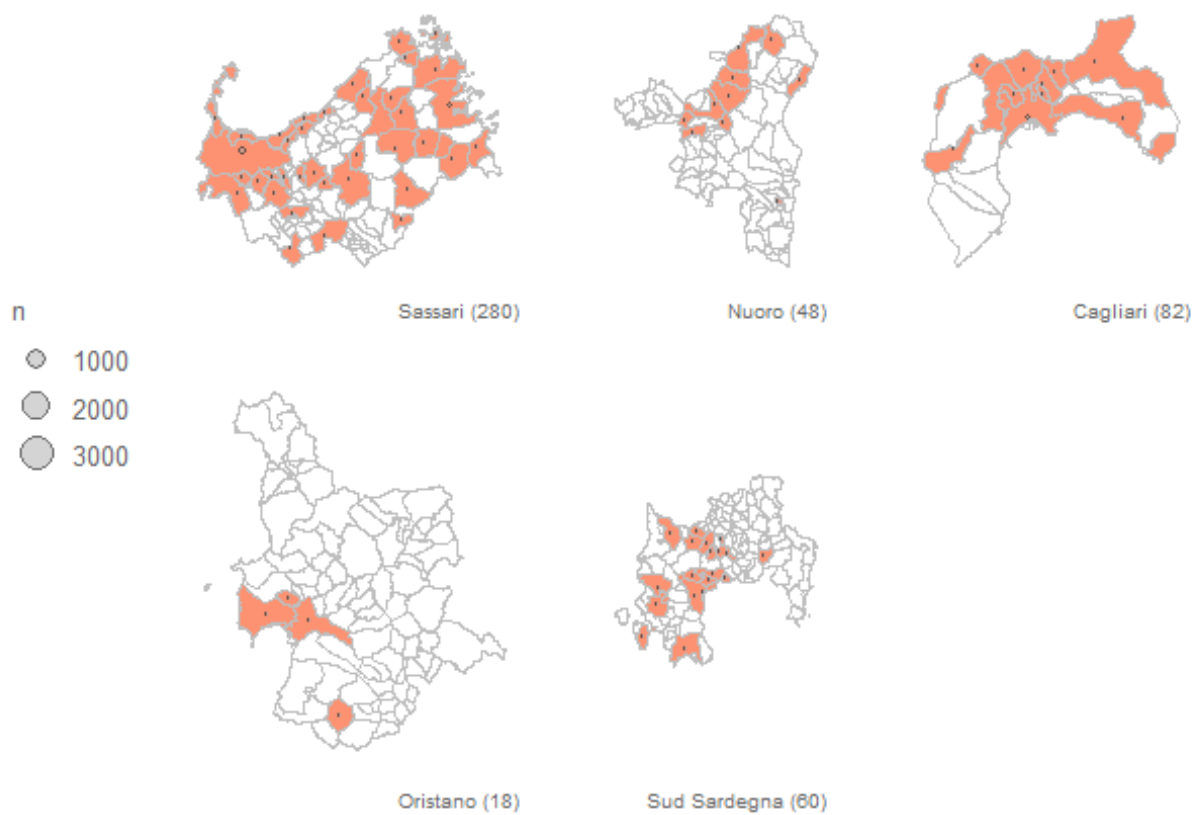 Sassari (280)
Nuoro (48)
Cagliari (82)
n
1000
2000
3000
Oristano (18)
Sud Sardegna (60)